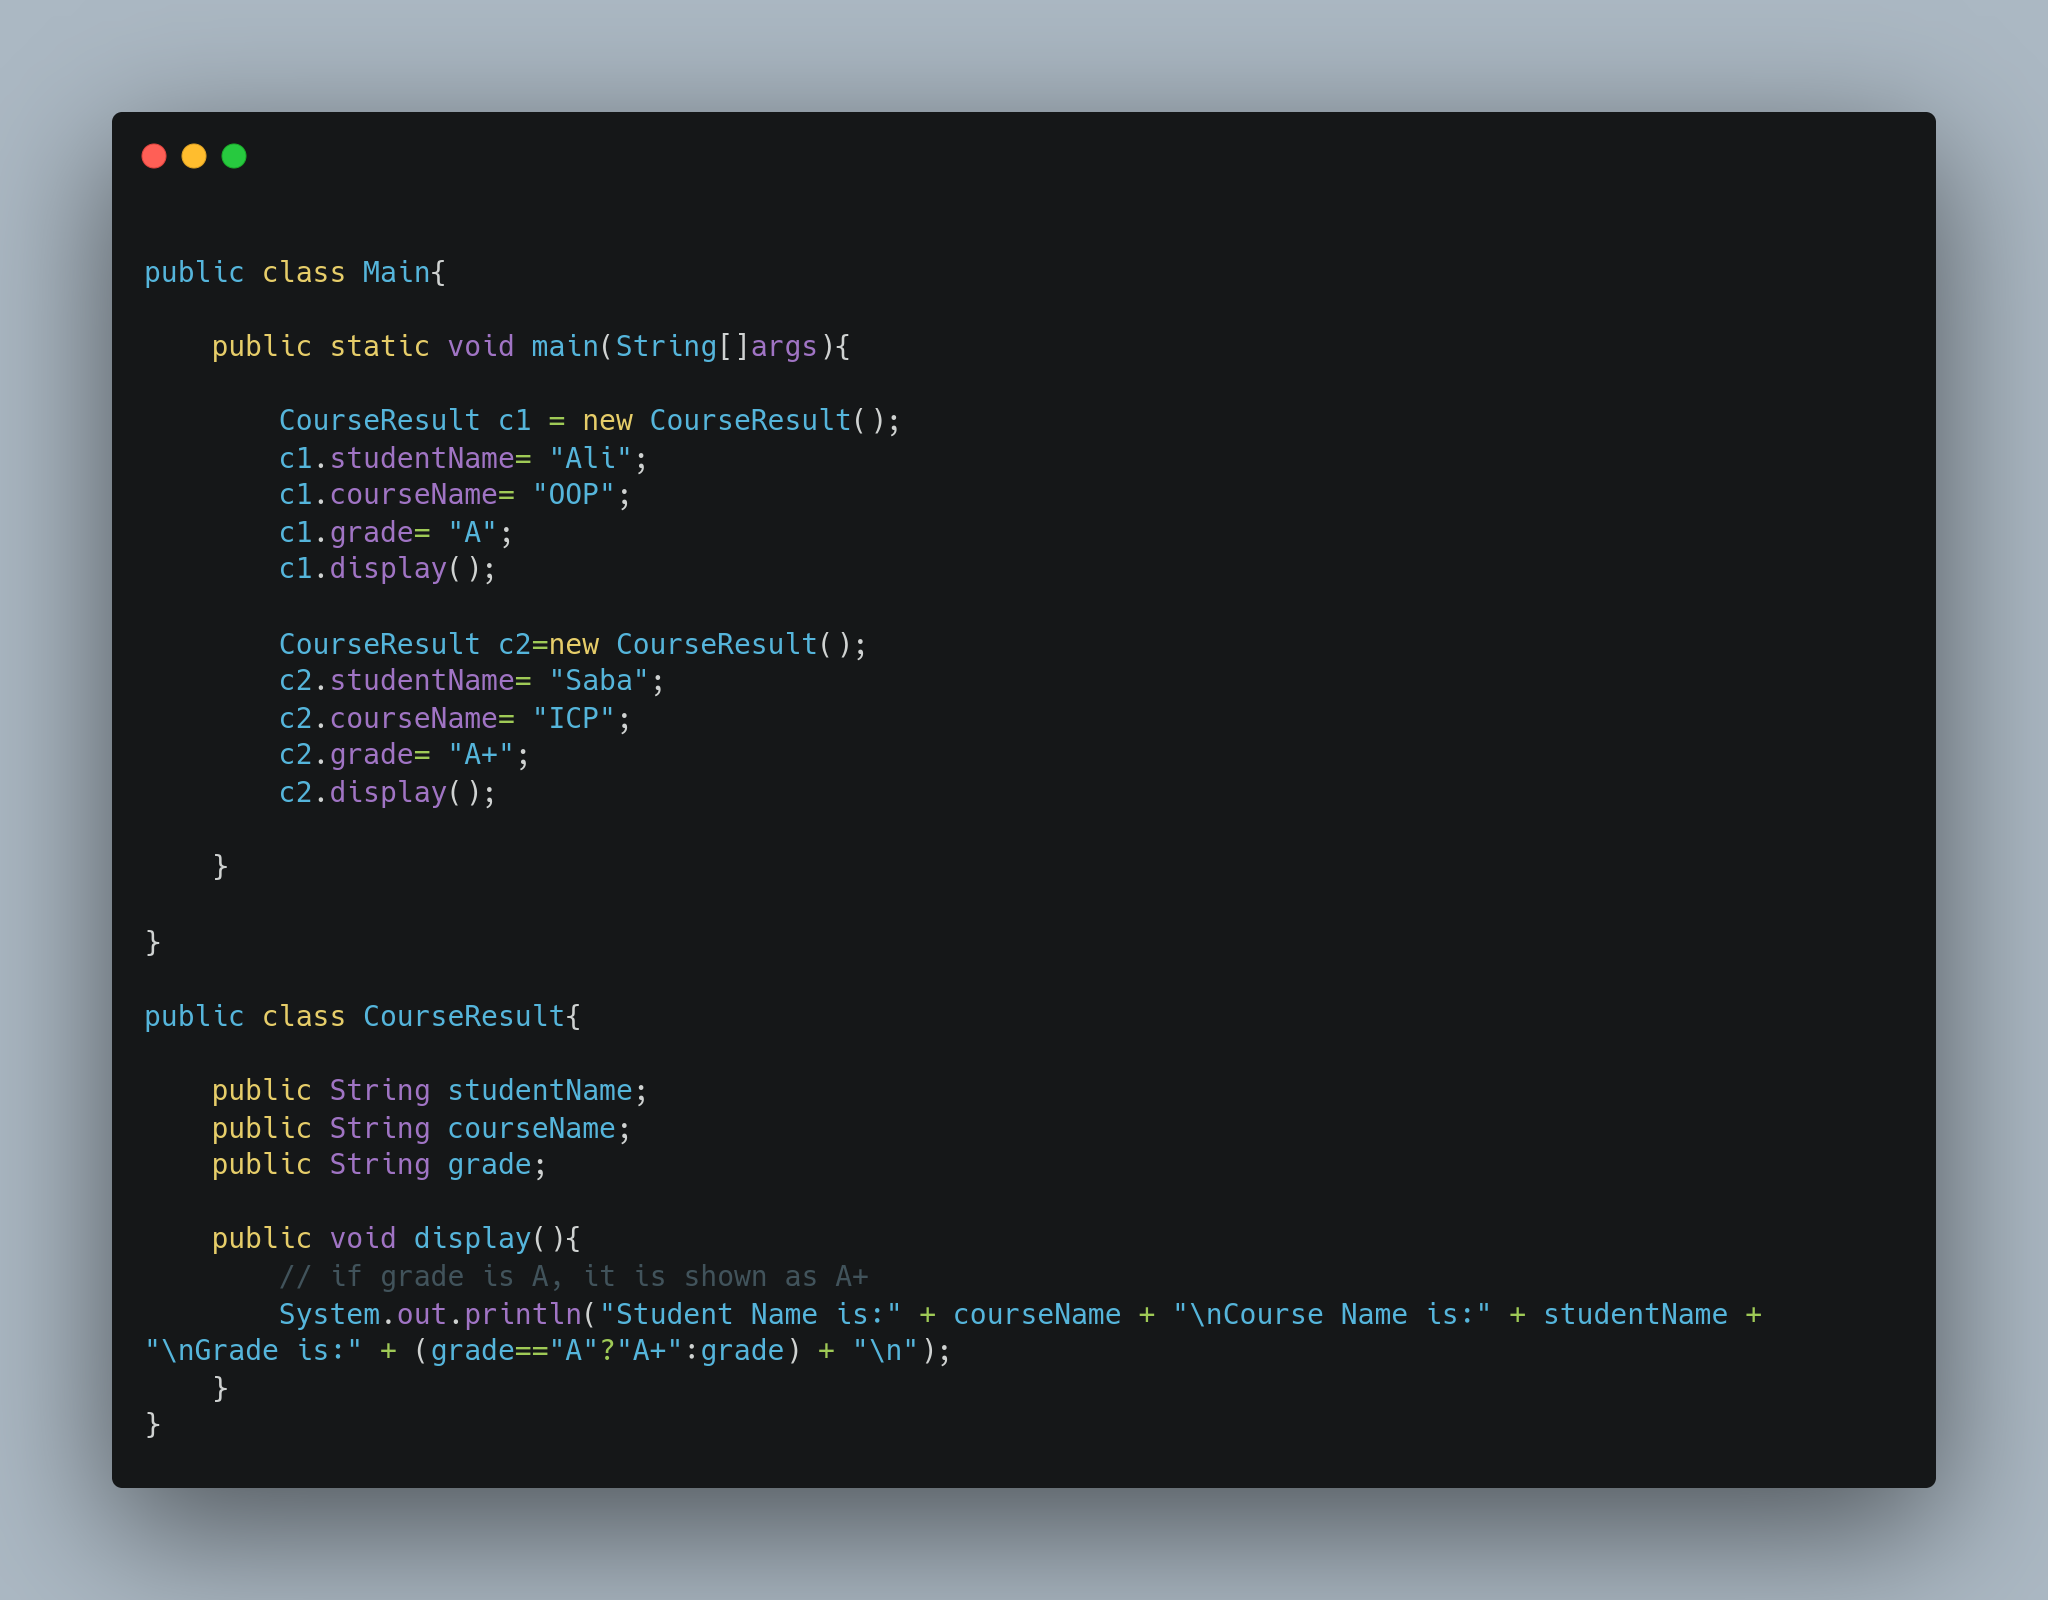 public class Main{
public static void main(String[]args){
CourseResult c1 = new CourseResult();
c1.studentName= "Ali";
c1.courseName= "OOP";
c1.grade= "A";
c1.display();
CourseResult c2=new CourseResult();
c2.studentName= "Saba";
c2.courseName= "ICP";
c2.grade= "A+";
c2.display();
}
}
public class CourseResult{
public String studentName;
public String courseName;
public String grade;
public void display(){
// if grade is A, it is shown as A+
System.out.println("Student Name is:" + courseName + "\nCourse Name is:" + studentName +
"\nGrade is:" + (grade=="A"?"A+":grade) + "\n");
}
}